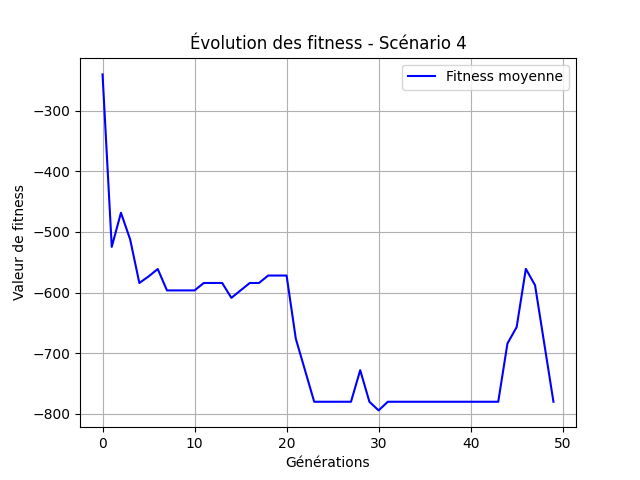 Évolution des fitness - Scénario 4
Fitness moyenne
Valeur de fitness
−300
−400
−500
−600
−700
−800
0 10 20 30 40 50
Générations